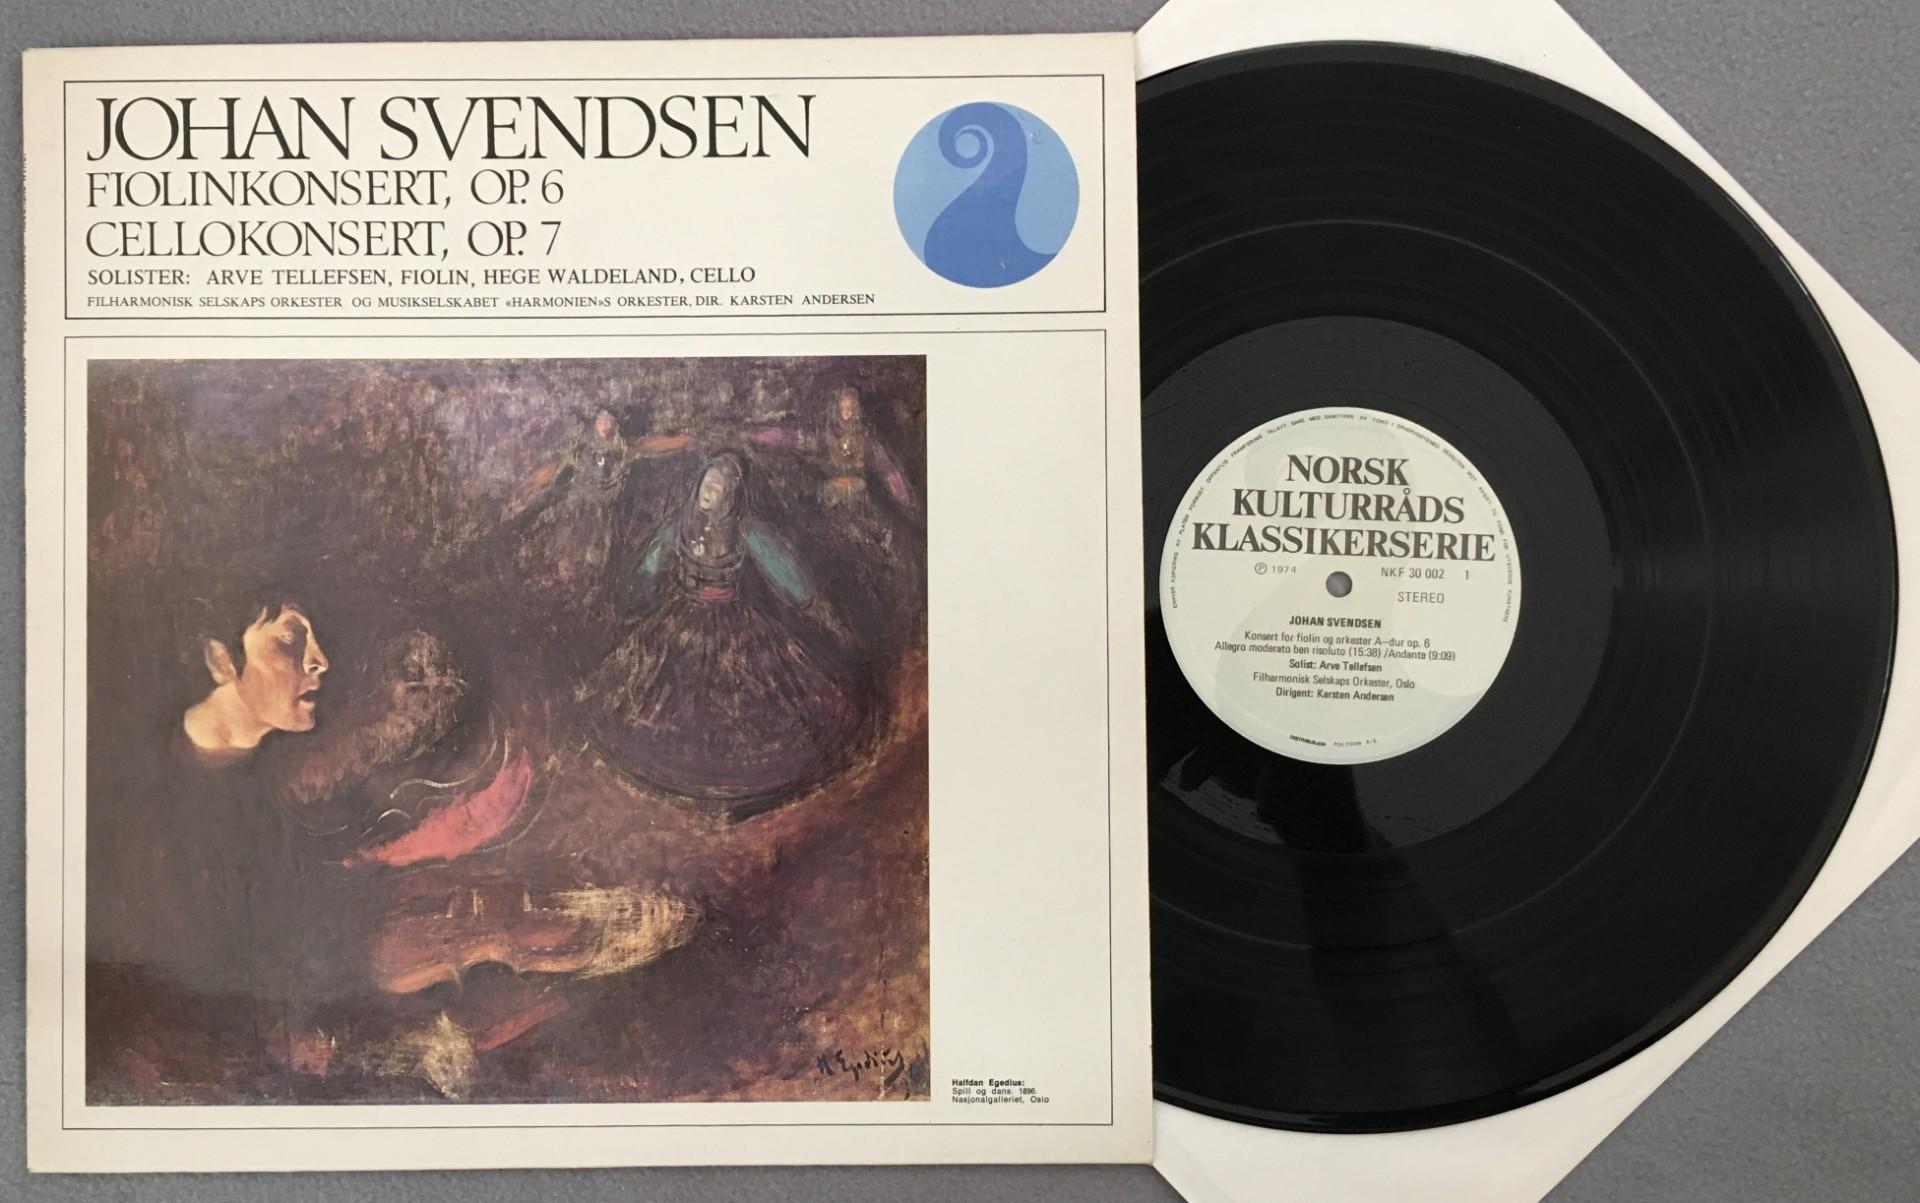 JOHAN SVENDSEN
FIOLINKONSERT, OP. 6
CELLOKONSERT, OP. 7
SOLISTER: ARVE TELLEFSEN, FIOLIN, HEGE WALDELAND, CELLO
FILHARMONISK SELSKAPS ORKESTER OG MUSIKSELSKABET «HARMONIEN»S ORKESTER, DIR. KARSTEN ANDERSEN
H Egedius
Halfdan Egedius:
Spill og dans. 1896.
Nasjonalgalleriet, Oslo
NORSK
KULTURRÅDS
KLASSIKERSERIE
℗ 1974 NKF 30 002 1
STEREO
JOHAN SVENDSEN
Konsert for fiolin og orkester A-dur op. 6
Allegro moderato ben risoluto (15:38) /Andante (9:09)
Solist: Arve Tellefsen
Filharmonisk Selskaps Orkester, Oslo
Dirigent: Karsten Andersen
DISTRIBUSJON POLYGON A/S